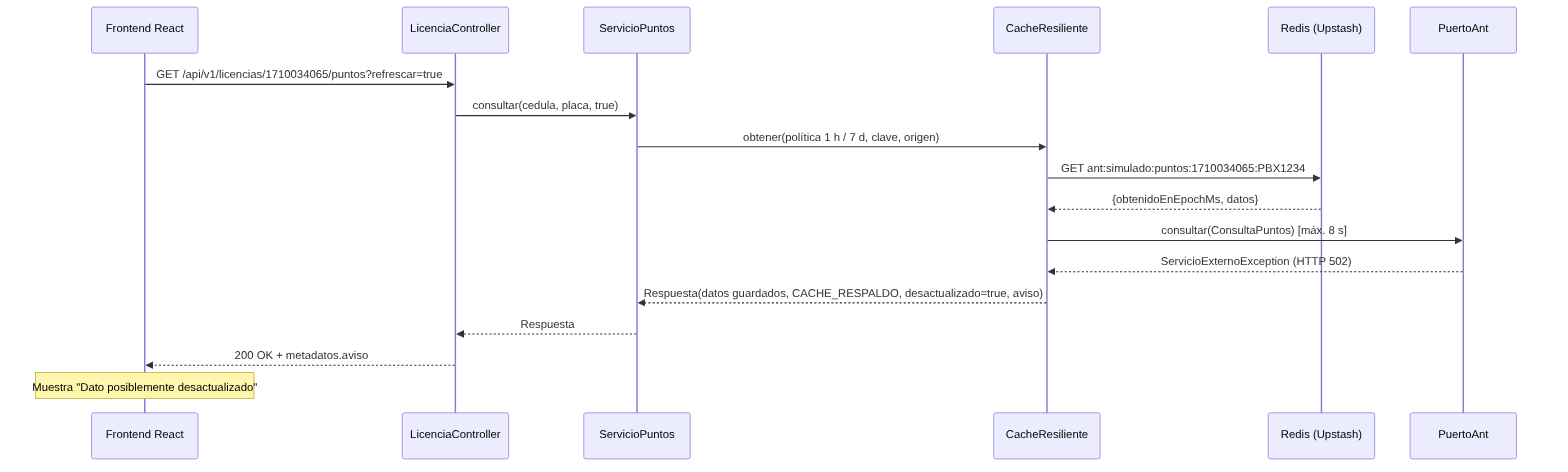 Frontend React
LicenciaController
ServicioPuntos
CacheResiliente
Redis (Upstash)
PuertoAnt
GET /api/v1/licencias/1710034065/puntos?refrescar=true
consultar(cedula, placa, true)
obtener(política 1 h / 7 d, clave, origen)
GET ant:simulado:puntos:1710034065:PBX1234
{obtenidoEnEpochMs, datos}
consultar(ConsultaPuntos) [máx. 8 s]
ServicioExternoException (HTTP 502)
Respuesta(datos guardados, CACHE_RESPALDO, desactualizado=true, aviso)
Respuesta
200 OK + metadatos.aviso
Muestra "Dato posiblemente desactualizado"
Frontend React
LicenciaController
ServicioPuntos
CacheResiliente
Redis (Upstash)
PuertoAnt